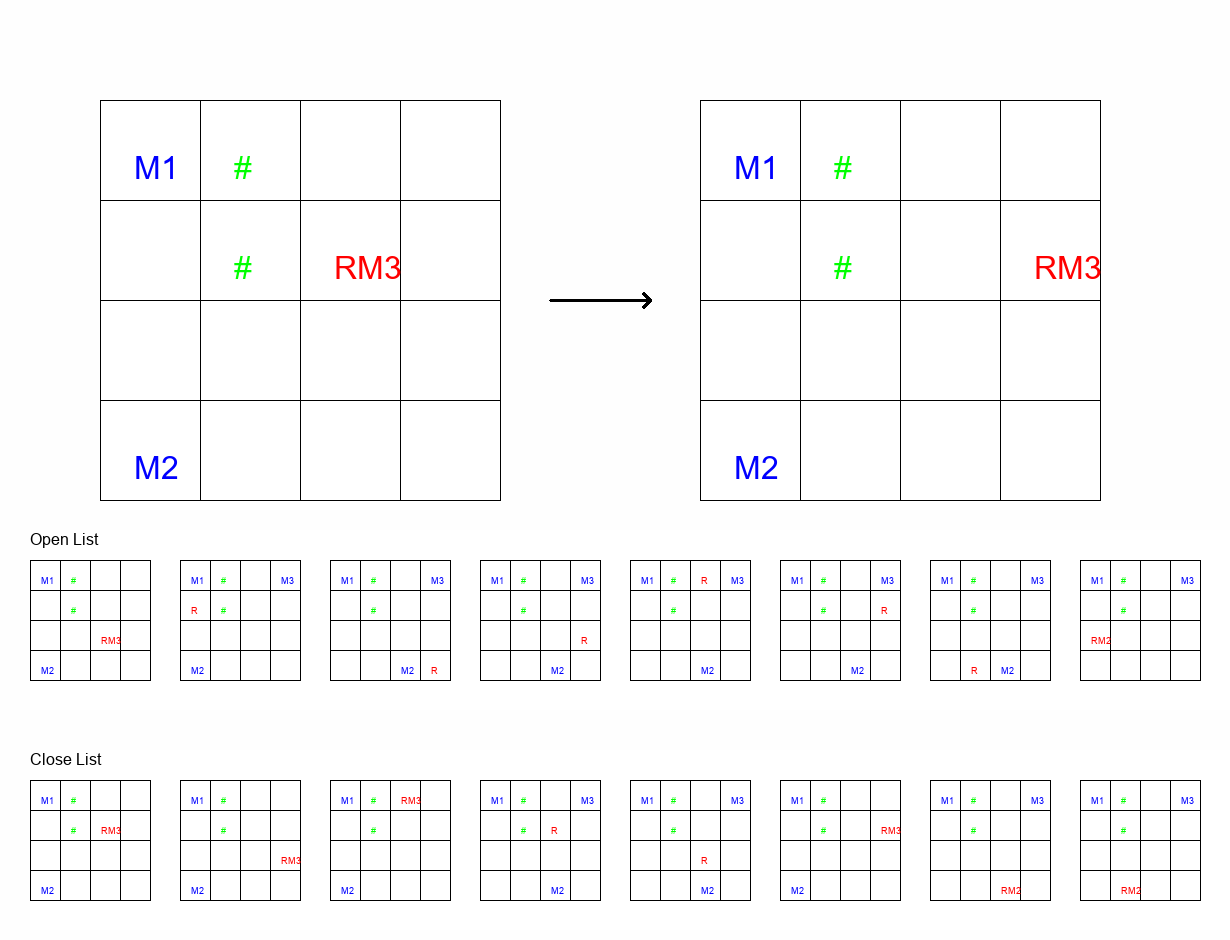 M1 # M1 #
# RM3 # RM3
M2 M2
Open List
M1 # M1 # M3 M1 # M3 M1 # M3 M1 # R M3 M1 # M3 M1 # M3 M1 # M3
# R # # # # # R # #
RM3 R RM2
M2 M2 M2 R M2 M2 M2 R M2
Close List
M1 # M1 # M1 # RM3 M1 # M3 M1 # M3 M1 # M1 # M3 M1 # M3
# RM3 # # # R # # RM3 # #
RM3 R
M2 M2 M2 M2 M2 M2 RM2 RM2